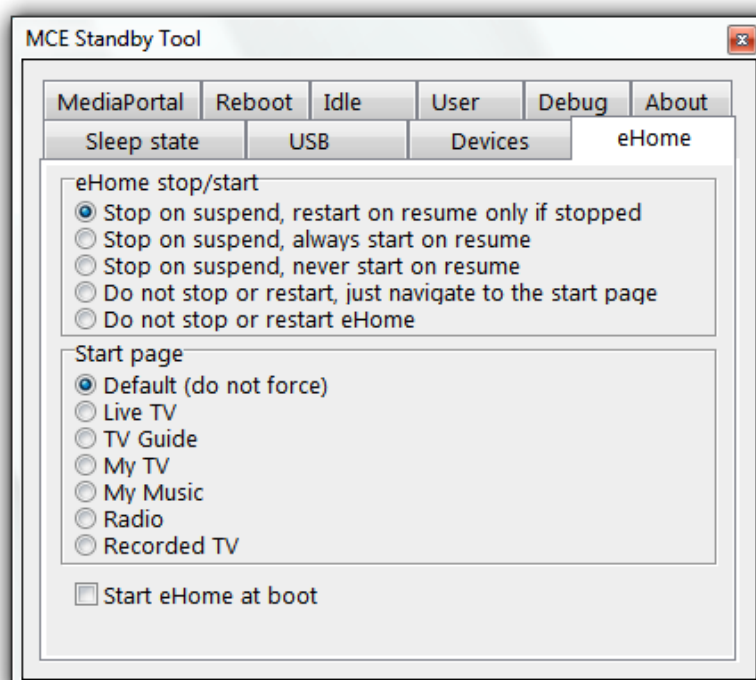 MCE Standby Tool
MediaPortal Reboot Idle User Debug About
Sleep state USB Devices eHome
eHome stop/start
Stop on suspend, restart on resume only if stopped
Stop on suspend, always start on resume
Stop on suspend, never start on resume
Do not stop or restart, just navigate to the start page
Do not stop or restart eHome
Start page
Default (do not force)
Live TV
TV Guide
My TV
My Music
Radio
Recorded TV
Start eHome at boot